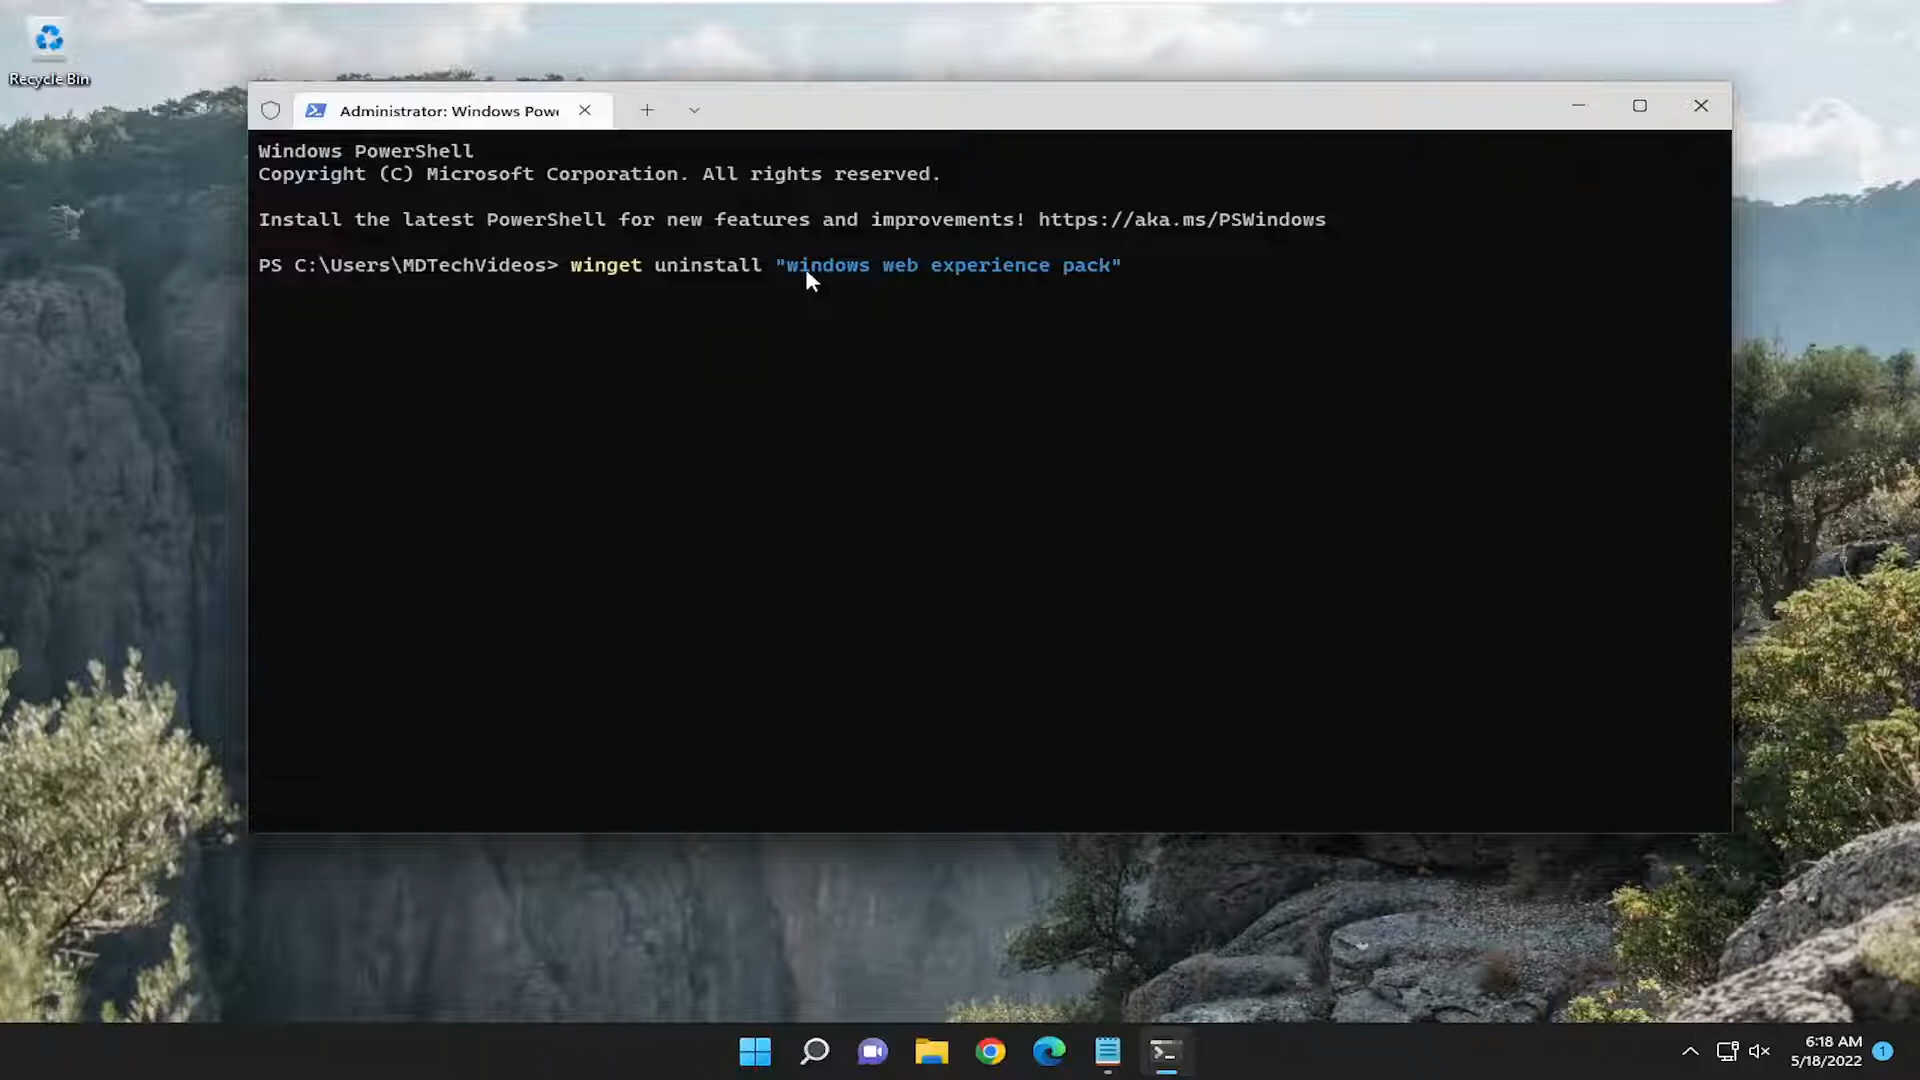 Recycle Bin
Administrator: Windows Powe
Windows PowerShell
Copyright (C) Microsoft Corporation. All rights reserved.
Install the latest PowerShell for new features and improvements! https://aka.ms/PSWindows
PS C:\Users\MDTechVideos> winget uninstall "windows web experience pack"
6:18 AM
5/18/2022
1